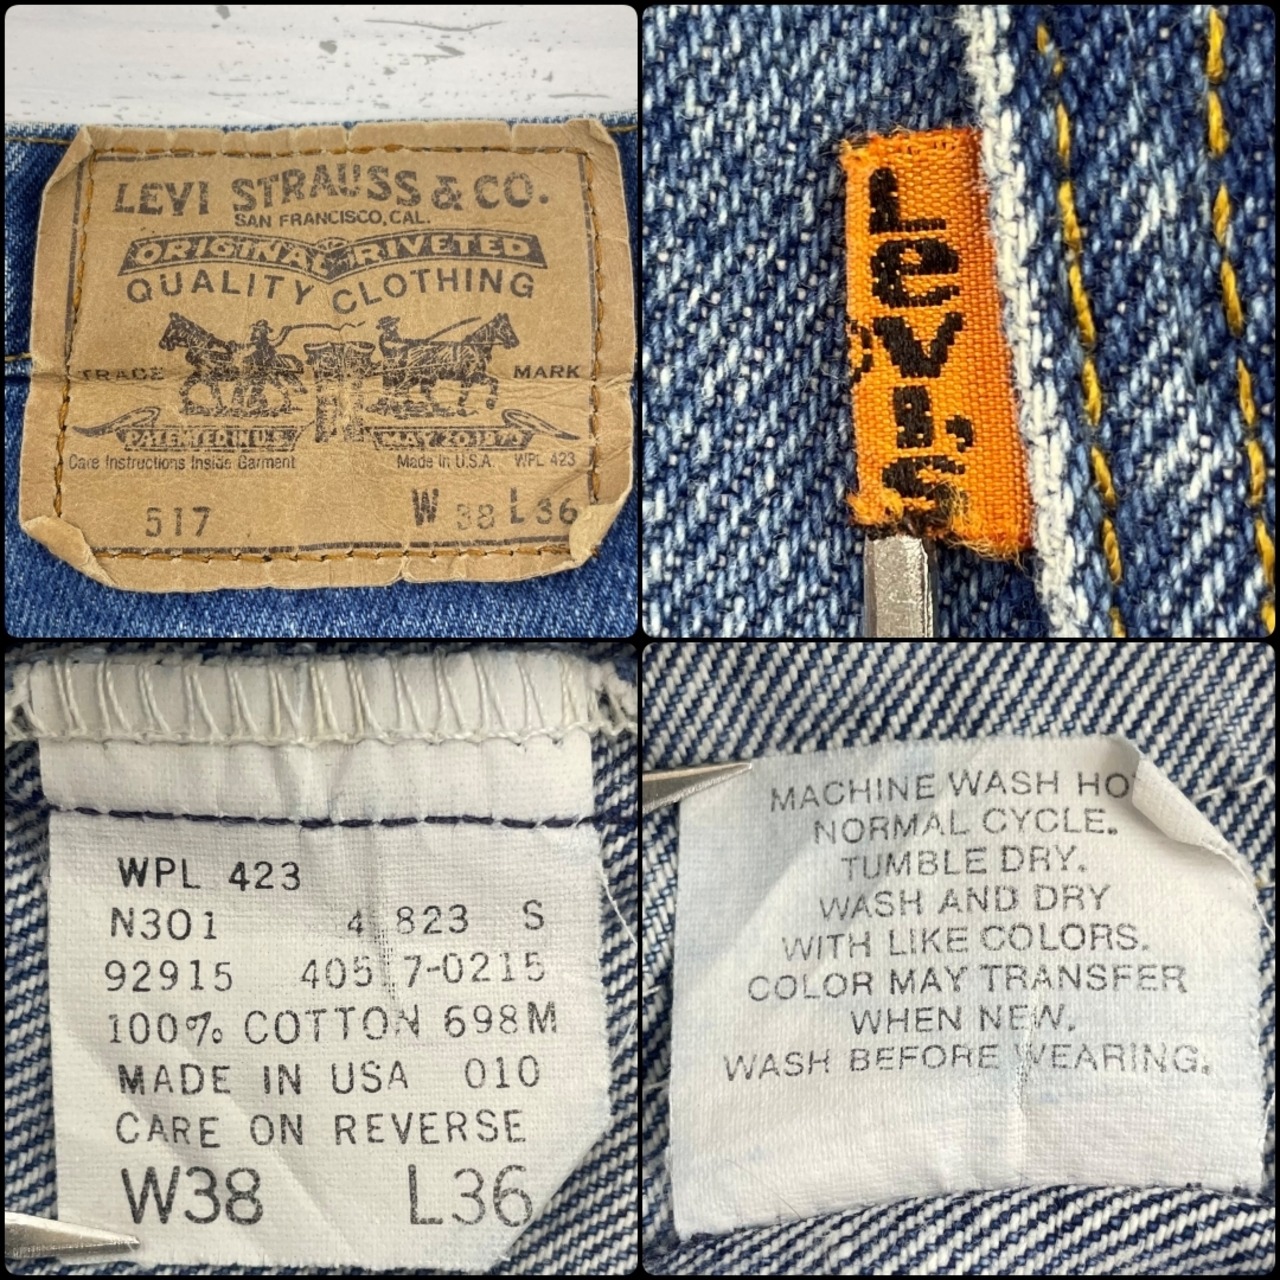 LEVI STRAUSS & CO.
SAN FRANCISCO, CAL.
ORIGINAL RIVETED
QUALITY CLOTHING
TRADE MARK
PATENTED IN U.S. MAY 20, 1873
Care Instructions Inside Garment Made in U.S.A. WPL 423
517 W 38 L 36
Levi's
WPL 423
N301 4 823 S
92915 405 7-0215
100% COTTON 698M
MADE IN USA 010
CARE ON REVERSE
W38 L36
MACHINE WASH HO
NORMAL CYCLE.
TUMBLE DRY.
WASH AND DRY
WITH LIKE COLORS.
COLOR MAY TRANSFER
WHEN NEW.
WASH BEFORE WEARING.